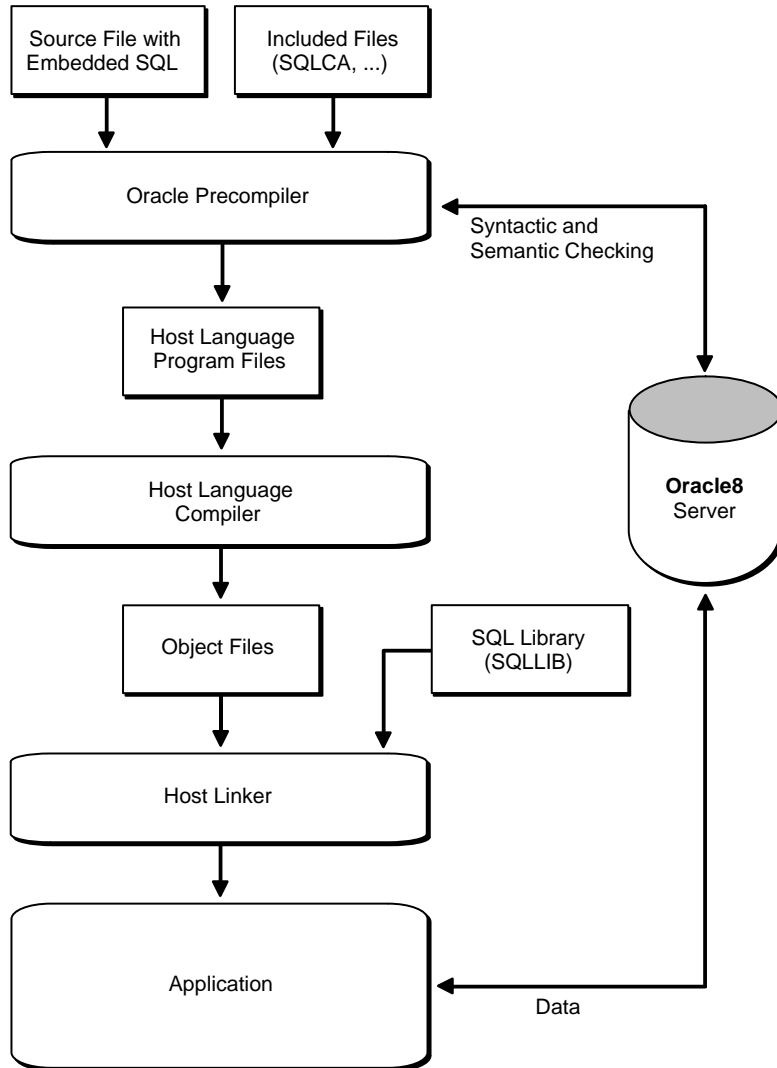 Source File with
Embedded SQL
Included Files
(SQLCA, ...)
Oracle Precompiler
Syntactic and
Semantic Checking
Host Language
Program Files
Host Language
Compiler
Oracle8
Server
Object Files
SQL Library
(SQLLIB)
Host Linker
Application
Data